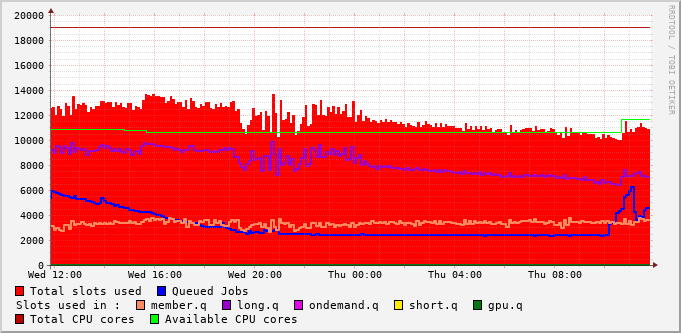 20000
18000
16000
14000
12000
10000
8000
6000
4000
2000
0
Wed 12:00 Wed 16:00 Wed 20:00 Thu 00:00 Thu 04:00 Thu 08:00
Total slots used Queued Jobs
Slots used in : member.q long.q ondemand.q short.q gpu.q
Total CPU cores Available CPU cores
RRDTOOL / TOBI OETIKER